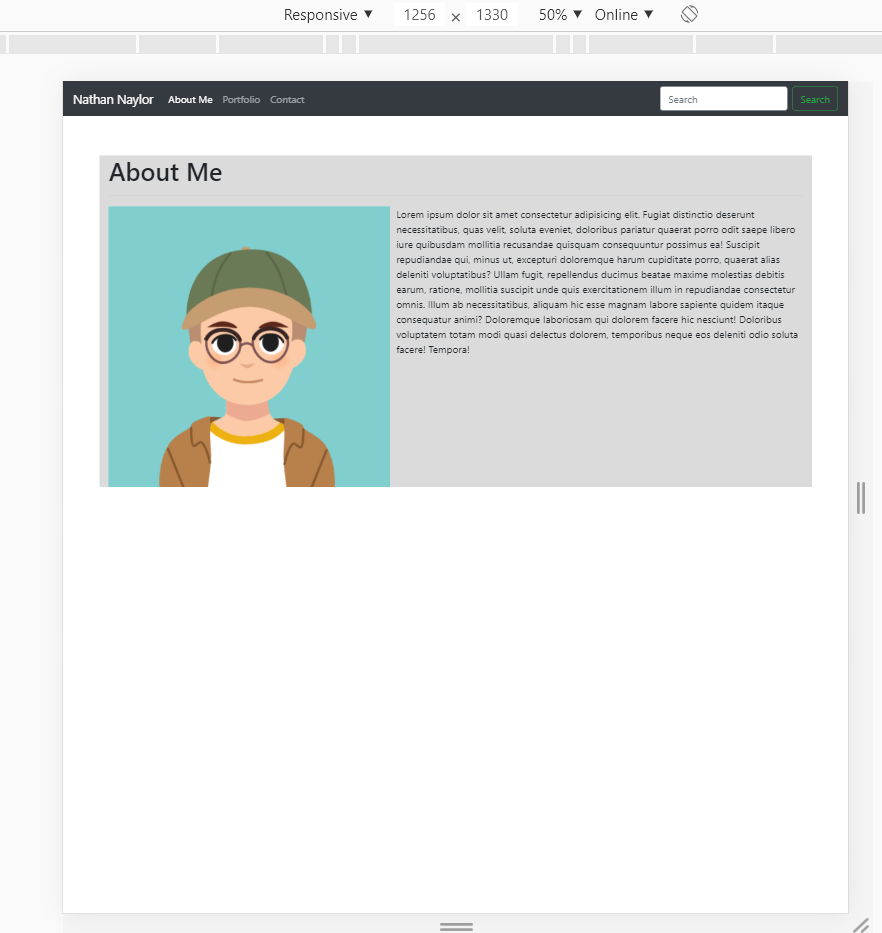 Responsive ▼ 1256 × 1330 50% ▼ Online ▼
Nathan Naylor About Me Portfolio Contact Search Search
About Me
Lorem ipsum dolor sit amet consectetur adipisicing elit. Fugiat distinctio deserunt
necessitatibus, quas velit, soluta eveniet, doloribus pariatur quaerat porro odit saepe libero
iure quibusdam mollitia recusandae quisquam consequuntur possimus ea! Suscipit
repudiandae qui, minus ut, excepturi doloremque harum cupiditate porro, quaerat alias
deleniti voluptatibus? Ullam fugit, repellendus ducimus beatae maxime molestias debitis
earum, ratione, mollitia suscipit unde quis exercitationem illum in repudiandae consectetur
omnis. Illum ab necessitatibus, aliquam hic esse magnam labore sapiente quidem itaque
consequatur animi? Doloremque laboriosam qui dolorem facere hic nesciunt! Doloribus
voluptatem totam modi quasi delectus dolorem, temporibus neque eos deleniti odio soluta
facere! Tempora!